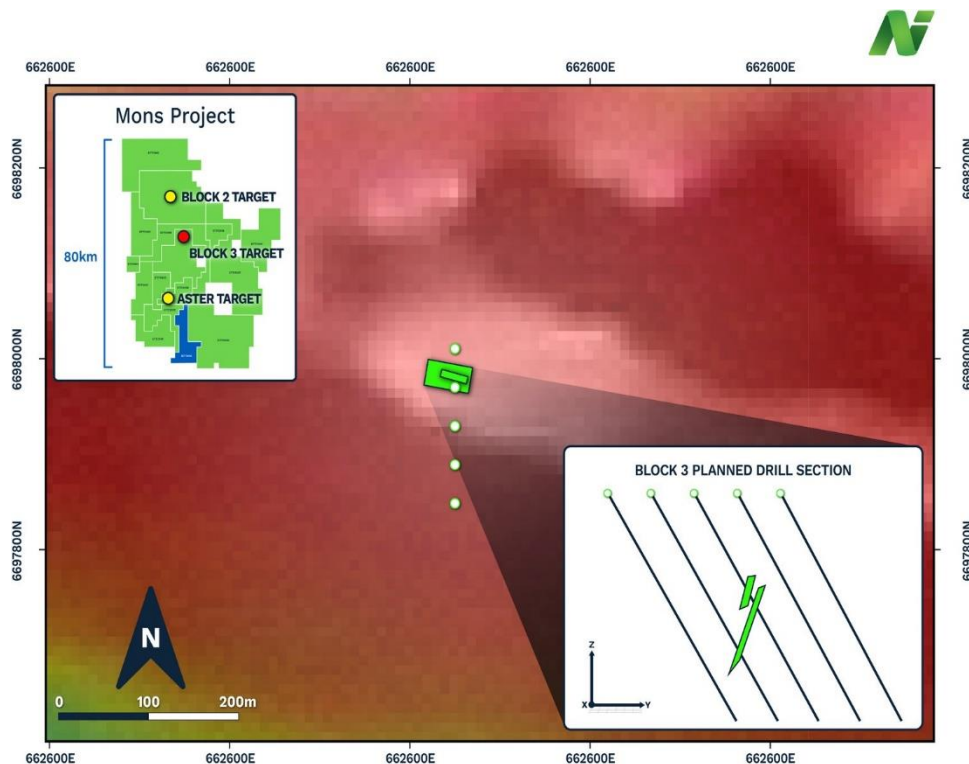 662600E 662600E 662600E 662600E 662600E
Mons Project
80km
BLOCK 2 TARGET
BLOCK 3 TARGET
ASTER TARGET
6698200N 6698200N
6698000N 6698000N
6697800N 6697800N
BLOCK 3 PLANNED DRILL SECTION
Z
X Y
N
0 100 200m
662600E 662600E 662600E 662600E 662600E